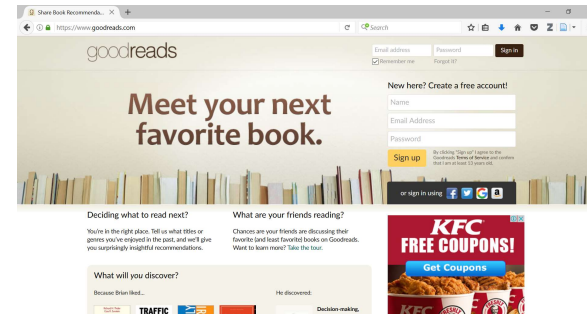 Share Book Recommenda...
https://www.goodreads.com
Search
goodreads
Email address
Password
Sign in
Remember me
Forgot it?
Meet your next
favorite book.
New here? Create a free account!
Name
Email Address
Password
Sign up
By clicking "Sign up" I agree to the
Goodreads Terms of Service and confirm
that I am at least 13 years old.
or sign in using
Deciding what to read next?
You're in the right place. Tell us what titles or
genres you've enjoyed in the past, and we'll give
you surprisingly insightful recommendations.
What are your friends reading?
Chances are your friends are discussing their
favorite (and least favorite) books on Goodreads.
Want to learn more? Take the tour.
What will you discover?
Because Brian liked...
He discovered:
TRAFFIC
Decision-making,
KFC
FREE COUPONS!
Get Coupons
KFC